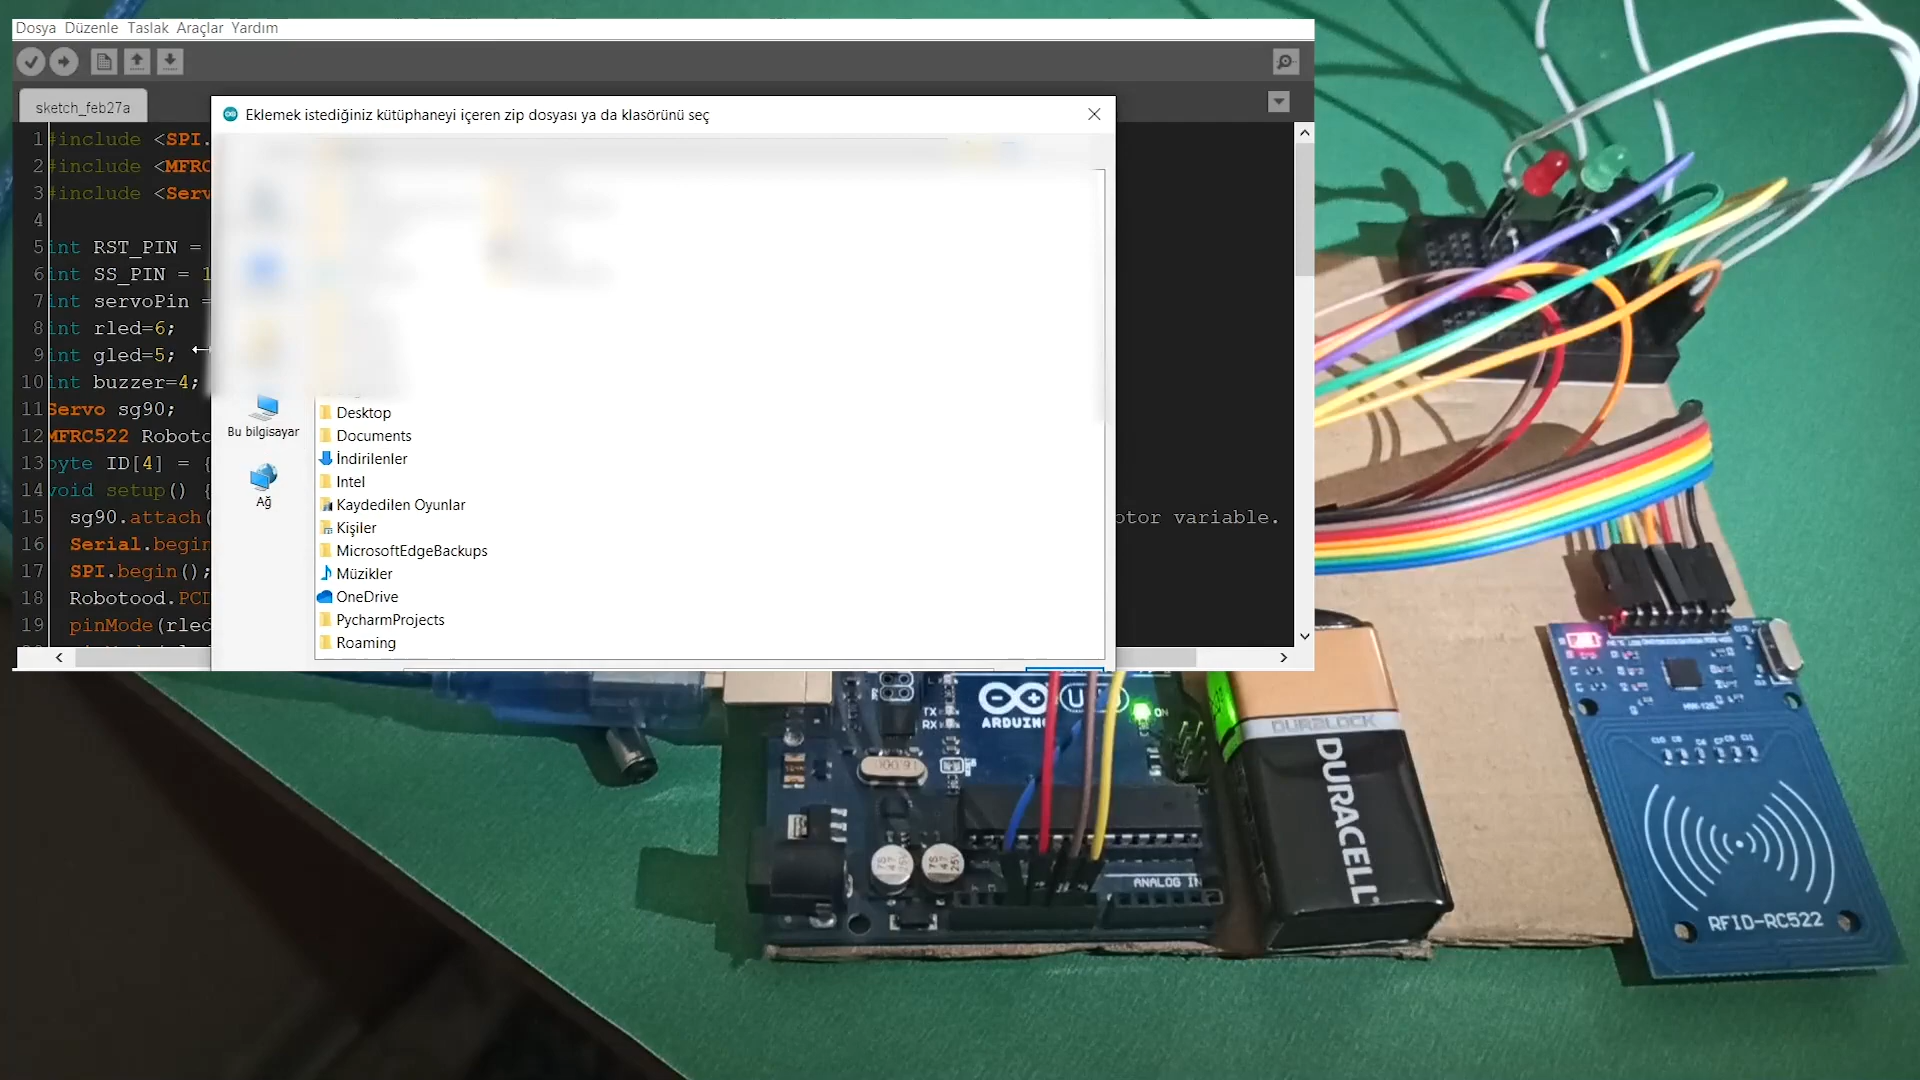 Dosya Düzenle Taslak Araçlar Yardım
sketch_feb27a
Eklemek istediğiniz kütüphaneyi içeren zip dosyası ya da klasörünü seç
1 #include <SPI.
2 #include <MFRC
3 #include <Serv
4
5 int RST_PIN =
6 int SS_PIN = 1
7 int servoPin =
8 int rled=6;
9 int gled=5;
10 int buzzer=4;
11 Servo sg90;
12 MFRC522 Robotoo
13 byte ID[4] = {
14 void setup() {
15 sg90.attach(
otor variable.
16 Serial.begin
17 SPI.begin();
18 Robotood.PCD
19 pinMode(rled
Bu bilgisayar
Ağ
Desktop
Documents
İndirilenler
Intel
Kaydedilen Oyunlar
Kişiler
MicrosoftEdgeBackups
Müzikler
OneDrive
PycharmProjects
Roaming
TX
RX
ARDUINO
U
ON
16.000
ANALOG IN
DURALOCK
DURACELL
RFID-RC522